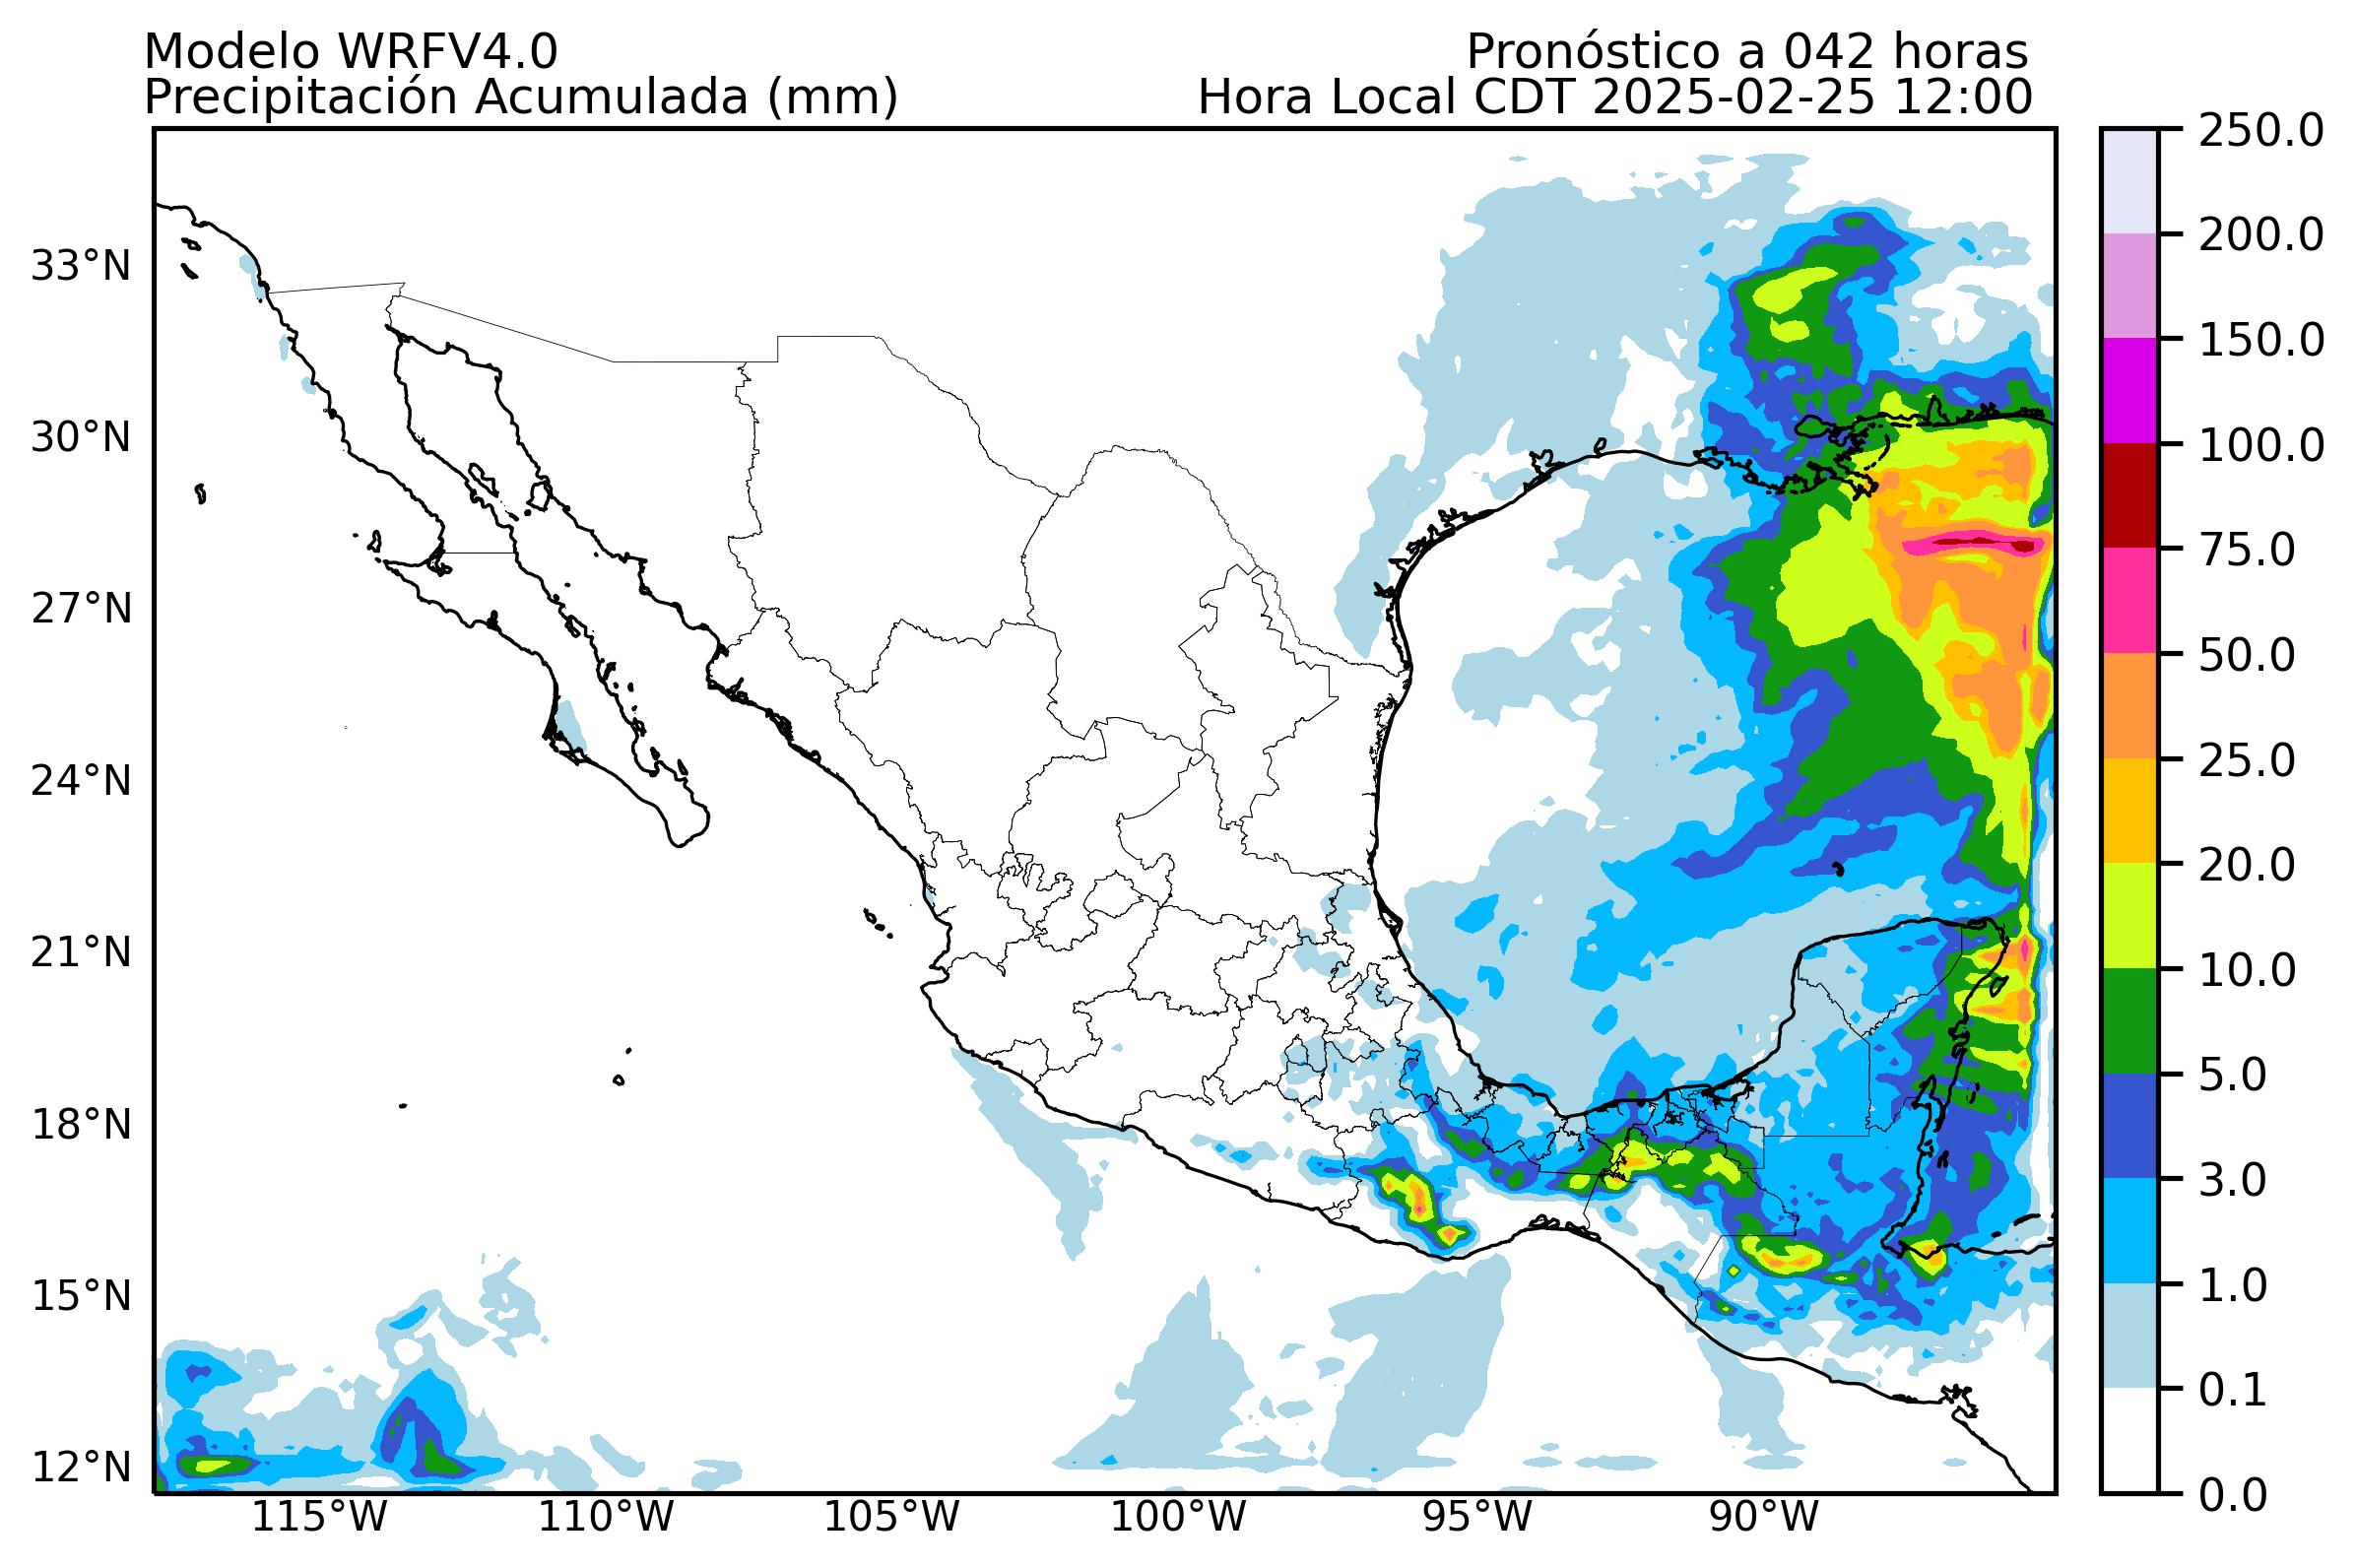 Modelo WRFV4.0
Pronóstico a 042 horas
Precipitación Acumulada (mm)
Hora Local CDT 2025-02-25 12:00
33°N
30°N
27°N
24°N
21°N
18°N
15°N
12°N
115°W
110°W
105°W
100°W
95°W
90°W
250.0
200.0
150.0
100.0
75.0
50.0
25.0
20.0
10.0
5.0
3.0
1.0
0.1
0.0